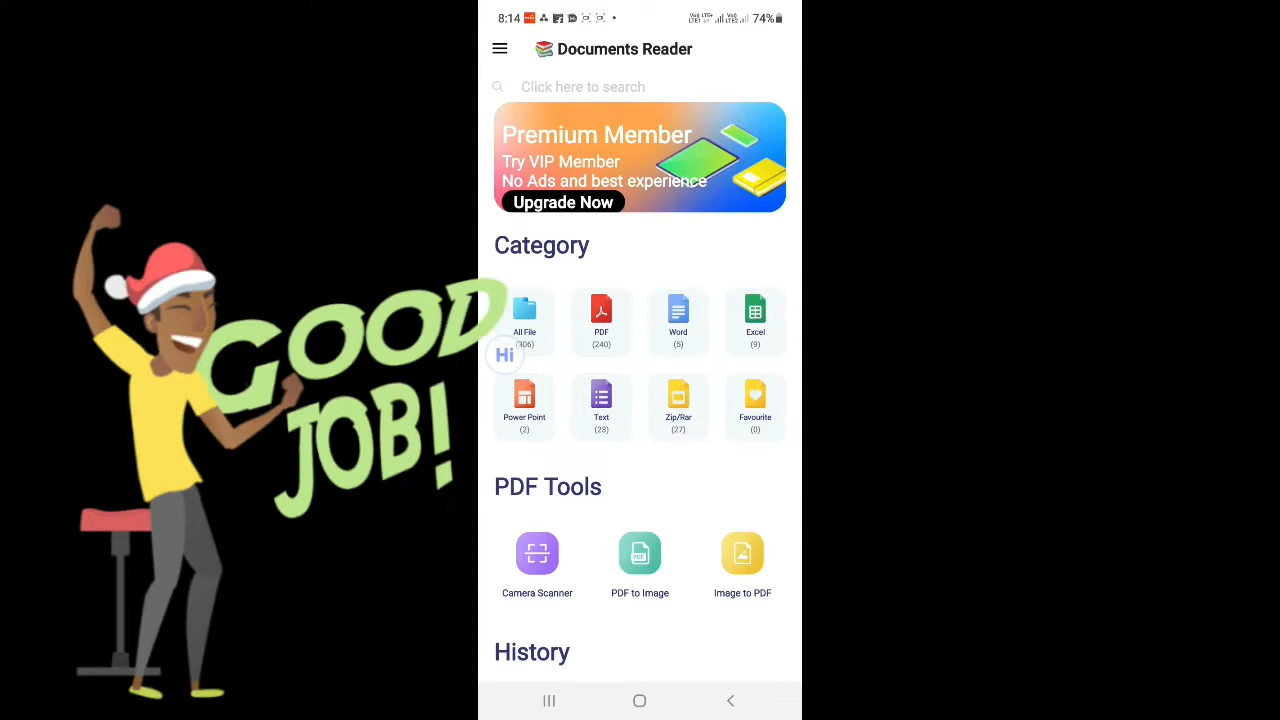 8:14
74%
Documents Reader
Click here to search
Premium Member
Try VIP Member
No Ads and best experience
Upgrade Now
Category
All File
PDF
Word
Excel
(306)
(240)
(5)
(9)
Hi
GOOD
JOB!
Power Point
Text
Zip/Rar
Favourite
(2)
(23)
(27)
(0)
PDF Tools
Camera Scanner
PDF to Image
Image to PDF
History